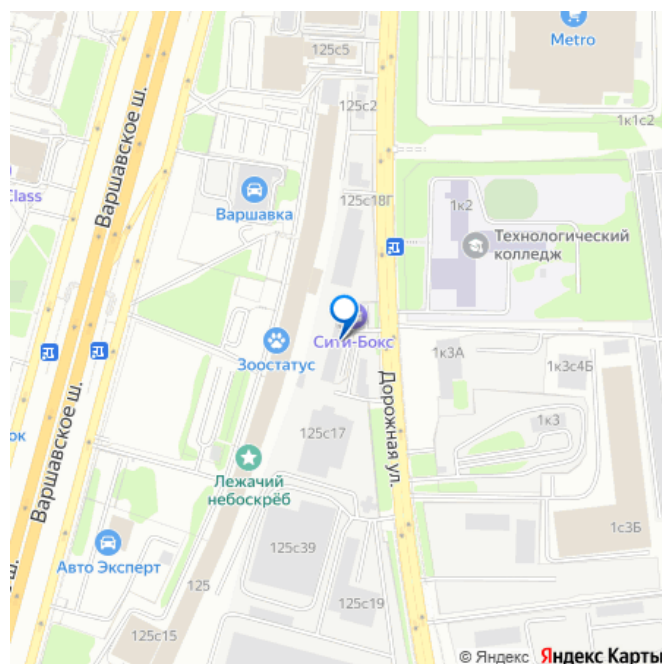 125с5
Metro
125с2
1к1с2
Варшавское ш.
Class
Варшавка
125с18Г
1к2
Технологический
колледж
Сити-Бокс
Зоостатус
1к3А
1к3с4Б
Дорожная ул.
ок
125с17
1к3
Варшавское ш.
Лежачий
небоскрёб
1с3Б
125с39
Авто Эксперт
ш.
125
125с19
125с15
© Яндекс Яндекс Карты